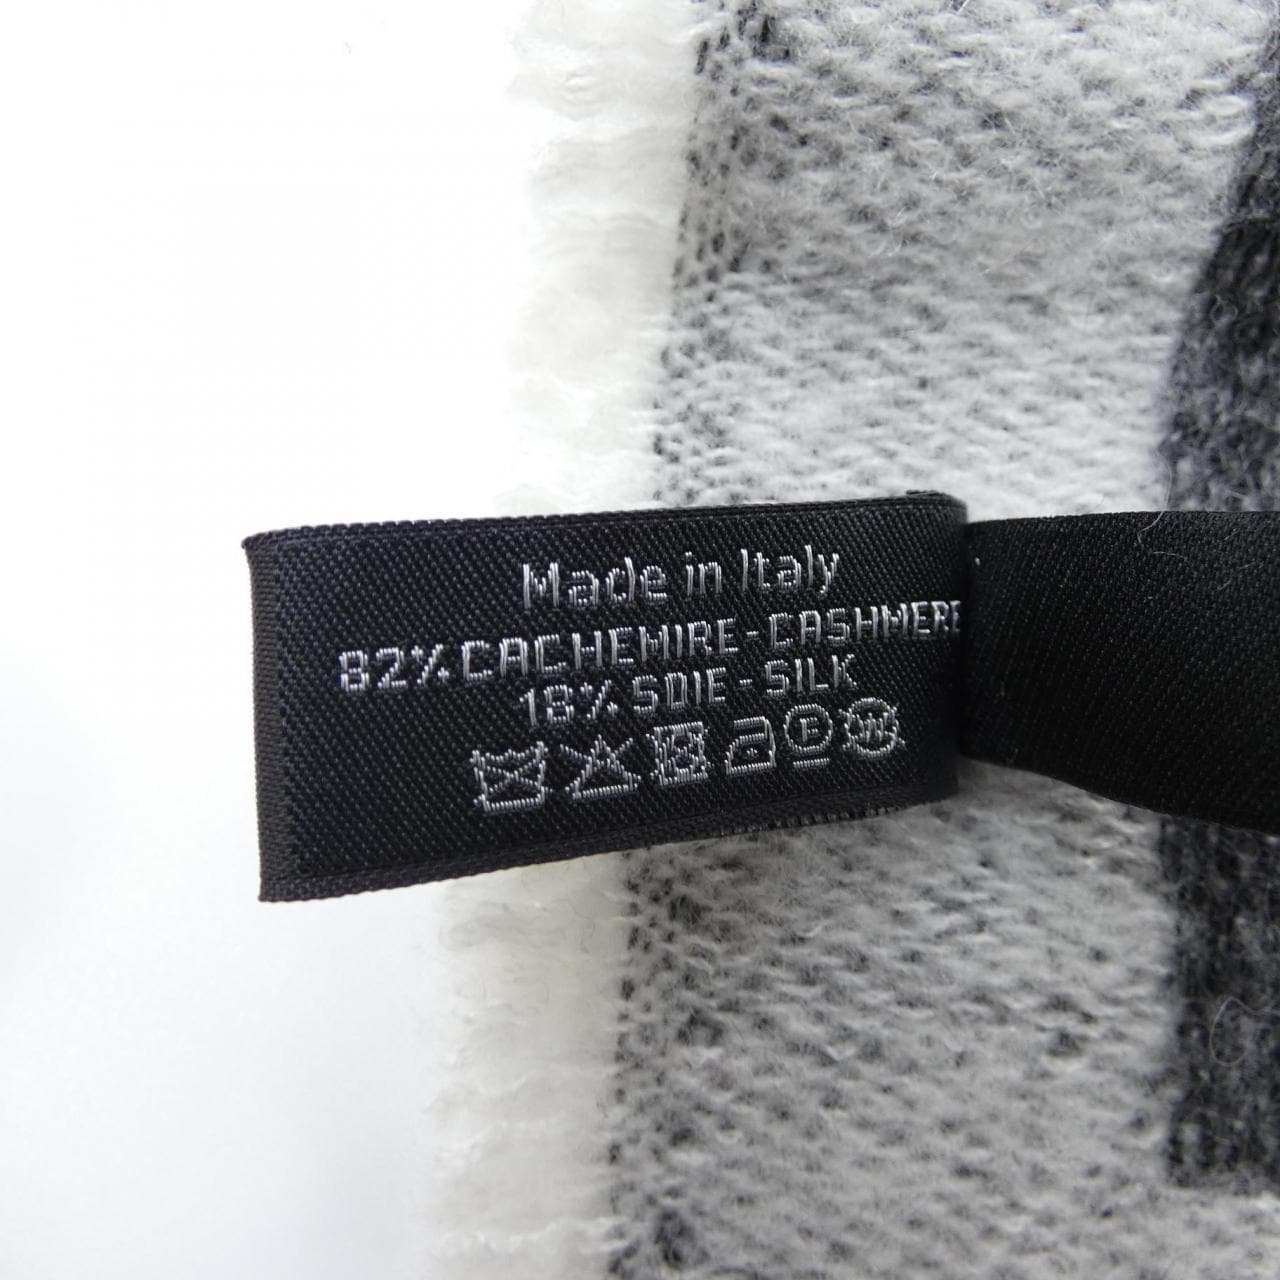 Made in Italy
82% CACHEMIRE - CASHMERE
18% SOIE - SILK